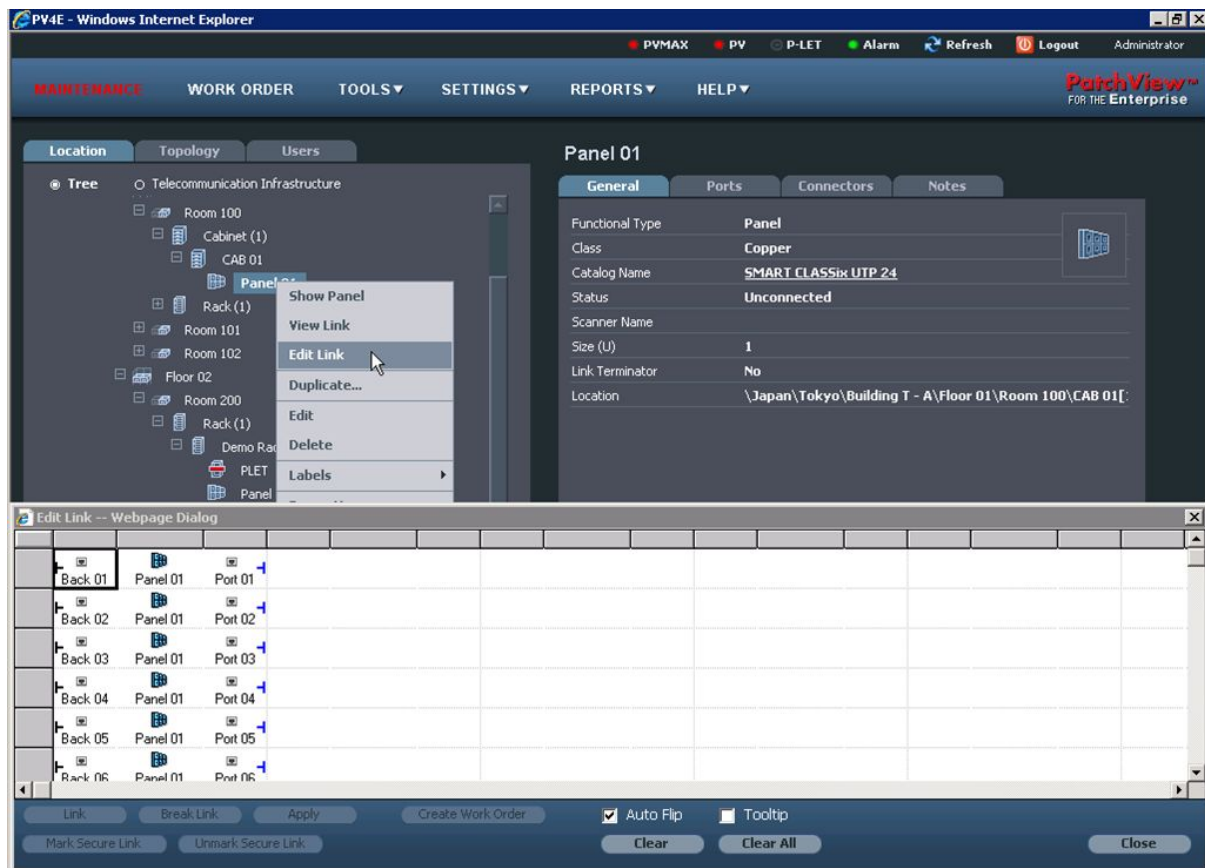 PV4E - Windows Internet Explorer
PVMAX PV P-LET Alarm Refresh Logout Administrator
MAINTENANCE WORK ORDER TOOLS SETTINGS REPORTS HELP
PatchView™
FOR THE Enterprise
Location Topology Users
Tree Telecommunication Infrastructure
Room 100
Cabinet (1)
CAB 01
Panel
Rack (1)
Room 101
Room 102
Floor 02
Room 200
Rack (1)
Demo
PLET
Panel
Show Panel
View Link
Edit Link
Duplicate...
Edit
Delete
Labels
Panel 01
General Ports Connectors Notes
Functional Type Panel
Class Copper
Catalog Name SMART CLASSix UTP 24
Status Unconnected
Scanner Name
Size (U) 1
Link Terminator No
Location \Japan\Tokyo\Building T - A\Floor 01\Room 100\CAB 01[
Edit Link -- Webpage Dialog
Back 01 Panel 01 Port 01
Back 02 Panel 01 Port 02
Back 03 Panel 01 Port 03
Back 04 Panel 01 Port 04
Back 05 Panel 01 Port 05
Back 06 Panel 01 Port 06
Link Break Link Apply Create Work Order Auto Flip Tooltip
Mark Secure Link Unmark Secure Link Clear Clear All Close